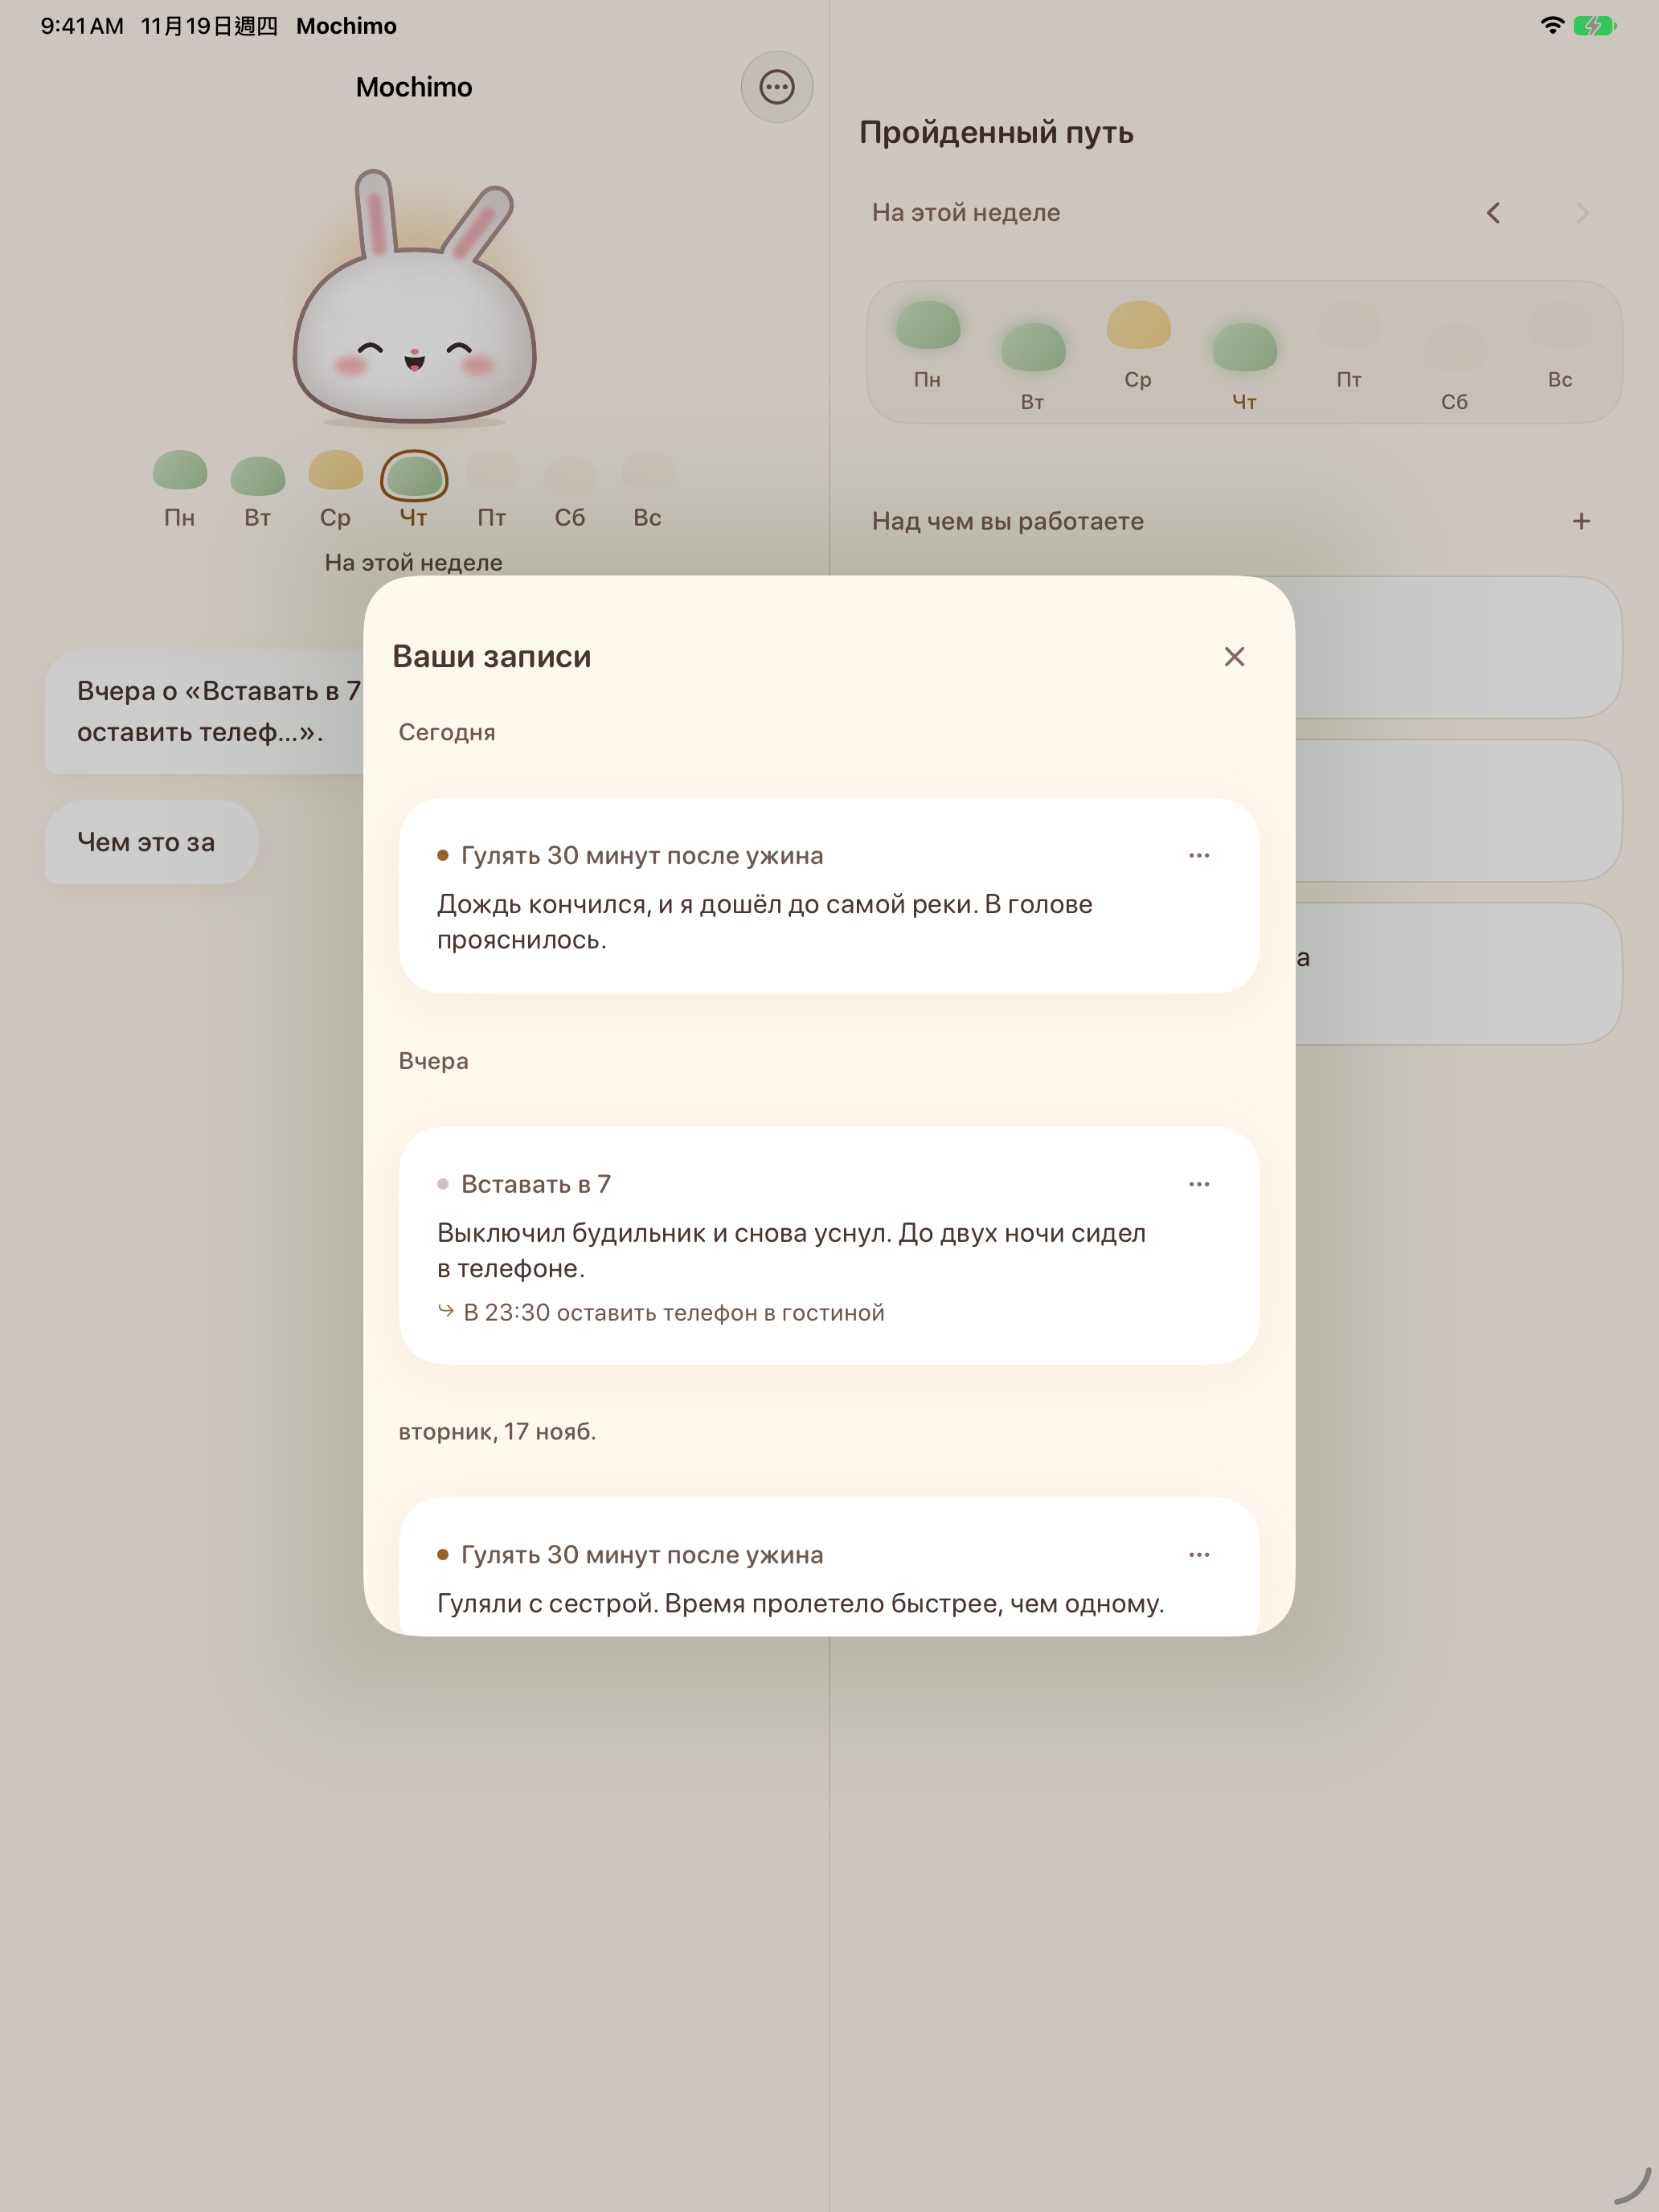 9:41 AM 11月19日週四 Mochimo
Mochimo
Пн Вт Ср Чт Пт Сб Вс
На этой неделе
Вчера о «Вставать в 7
оставить телеф...».
Чем это за
Пройденный путь
На этой неделе
Пн Вт Ср Чт Пт Сб Вс
Над чем вы работаете
а
Ваши записи
Сегодня
Гулять 30 минут после ужина
Дождь кончился, и я дошёл до самой реки. В голове
прояснилось.
Вчера
Вставать в 7
Выключил будильник и снова уснул. До двух ночи сидел
в телефоне.
В 23:30 оставить телефон в гостиной
вторник, 17 нояб.
Гулять 30 минут после ужина
Гуляли с сестрой. Время пролетело быстрее, чем одному.